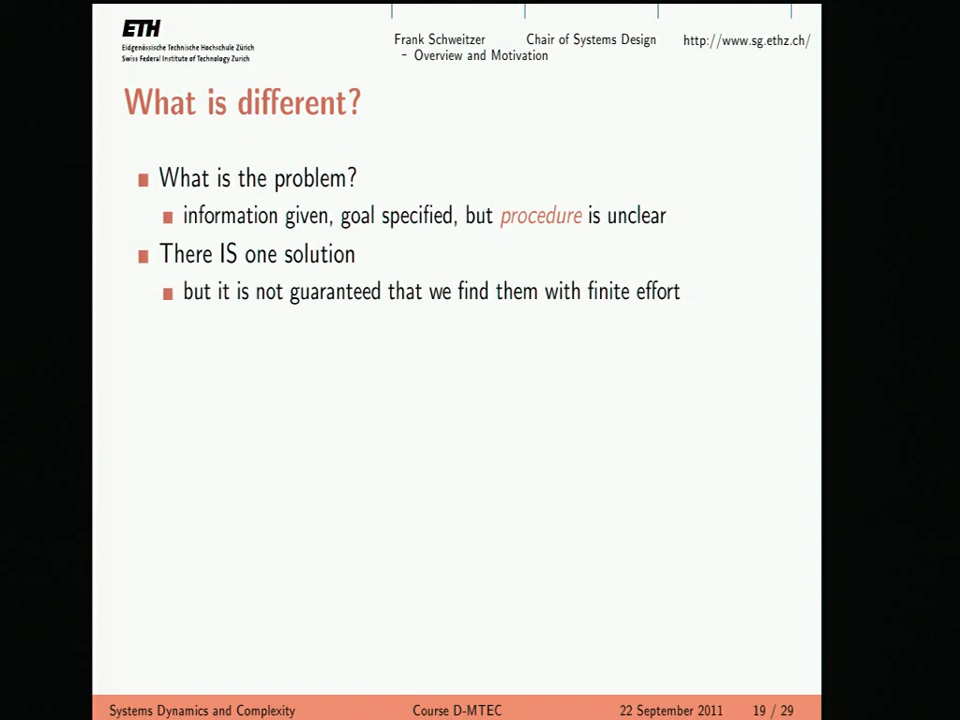 ETH
Eidgenössische Technische Hochschule Zürich
Swiss Federal Institute of Technology Zurich
Frank Schweitzer Chair of Systems Design http://www.sg.ethz.ch/
– Overview and Motivation
What is different?
What is the problem?
information given, goal specified, but procedure is unclear
There IS one solution
but it is not guaranteed that we find them with finite effort
Systems Dynamics and Complexity Course D-MTEC 22 September 2011 19 / 29